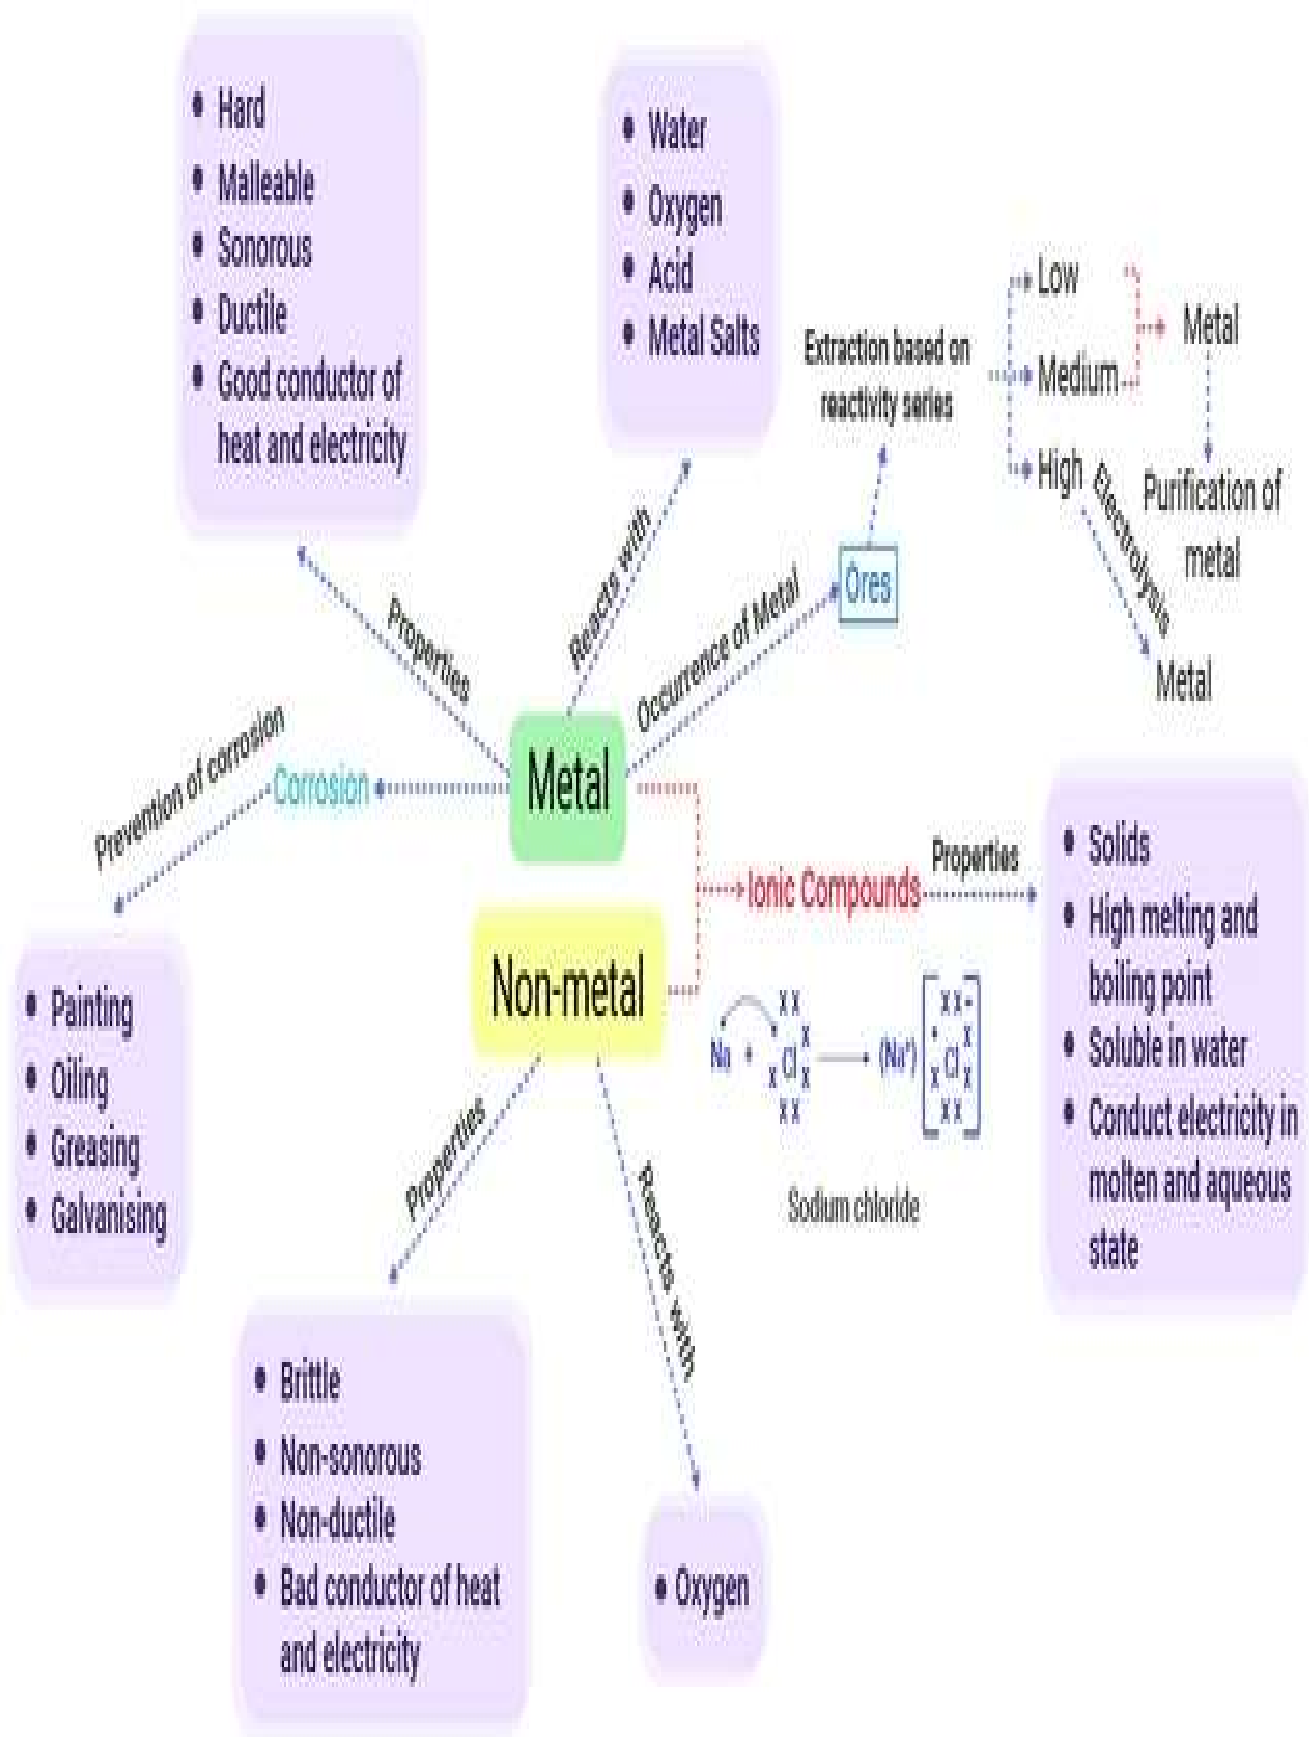 • Hard
• Malleable
• Sonorous
• Ductile
• Good conductor of
heat and electricity
• Water
• Oxygen
• Acid
• Metal Salts
Extraction based on
reactivity series
Low
Medium
High
Metal
Purification of
metal
Electrolysis
Metal
Ores
Properties
Reacts with
Occurrence of Metal
Metal
Corrosion
Prevention of corrosion
• Painting
• Oiling
• Greasing
• Galvanising
Non-metal
Ionic Compounds
Properties
• Solids
• High melting and
boiling point
• Soluble in water
• Conduct electricity in
molten and aqueous
state
x x
x
Na + Cl
x x
x x
(Na⁺)
x x -
x
Cl
x x
x x
Sodium chloride
Properties
Reacts with
• Brittle
• Non-sonorous
• Non-ductile
• Bad conductor of heat
and electricity
• Oxygen